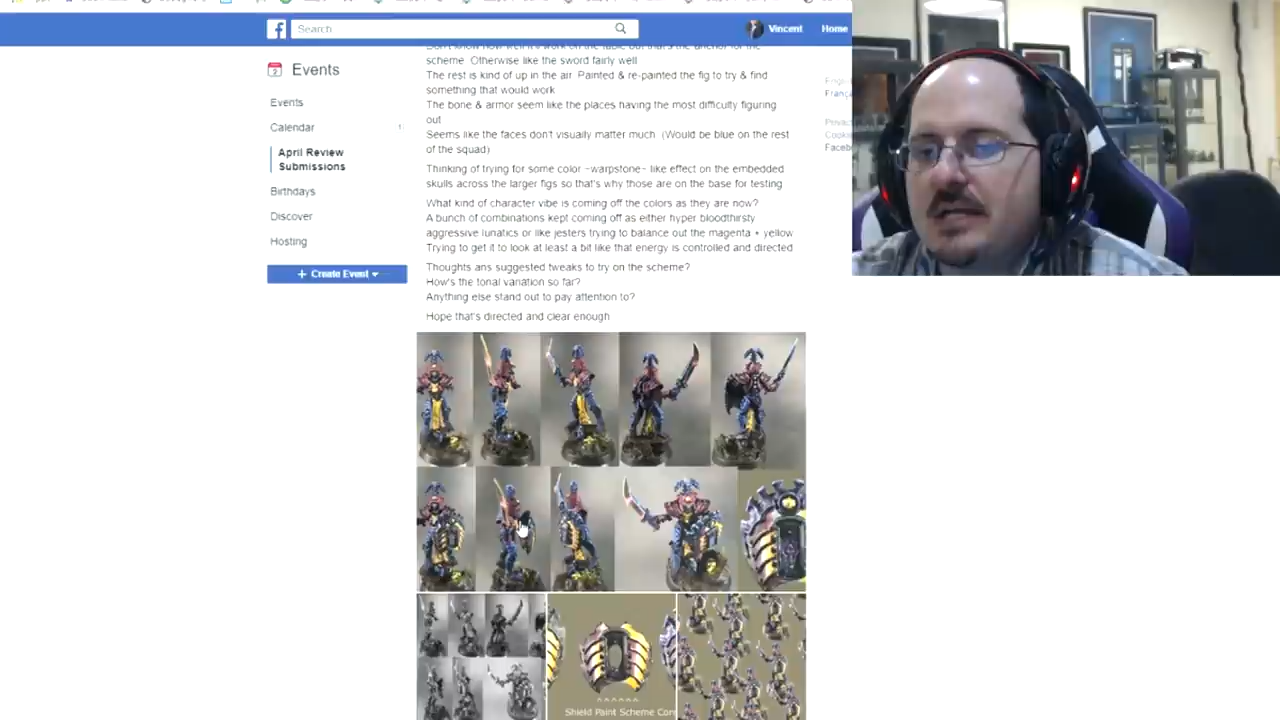 Search
Vincent
Home
Events
scheme. Otherwise like the sword fairly well
The rest is kind of up in the air. Painted & re-painted the fig to try & find
something that would work
The bone & armor seem like the places having the most difficulty figuring
out
Seems like the faces don't visually matter much. (Would be blue on the rest
of the squad)
Thinking of trying for some color ~warpstone~ like effect on the embedded
skulls across the larger figs so that's why those are on the base for testing
What kind of character vibe is coming off the colors as they are now?
A bunch of combinations kept coming off as either hyper bloodthirsty
aggressive lunatics or like jesters trying to balance out the magenta + yellow
Trying to get it to look at least a bit like that energy is controlled and directed
Thoughts ans suggested tweaks to try on the scheme?
How's the tonal variation so far?
Anything else stand out to pay attention to?
Hope that's directed and clear enough
Events
Calendar 1
April Review
Submissions
Birthdays
Discover
Hosting
+ Create Event
Français
Shield Paint Scheme